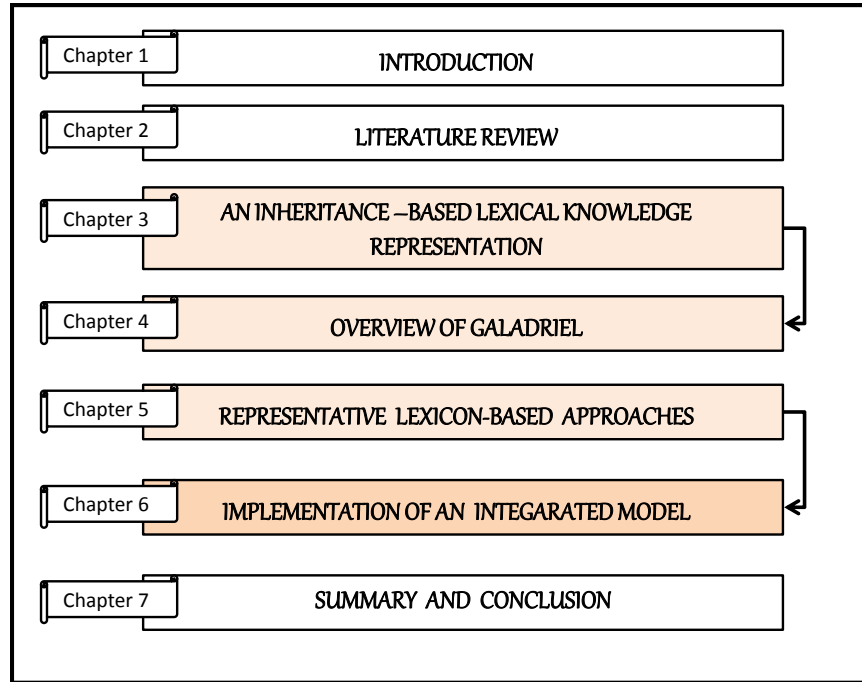 Chapter 1
INTRODUCTION
Chapter 2
LITERATURE REVIEW
Chapter 3
AN INHERITANCE –BASED LEXICAL KNOWLEDGE
REPRESENTATION
Chapter 4
OVERVIEW OF GALADRIEL
Chapter 5
REPRESENTATIVE LEXICON-BASED APPROACHES
Chapter 6
IMPLEMENTATION OF AN INTEGARATED MODEL
Chapter 7
SUMMARY AND CONCLUSION